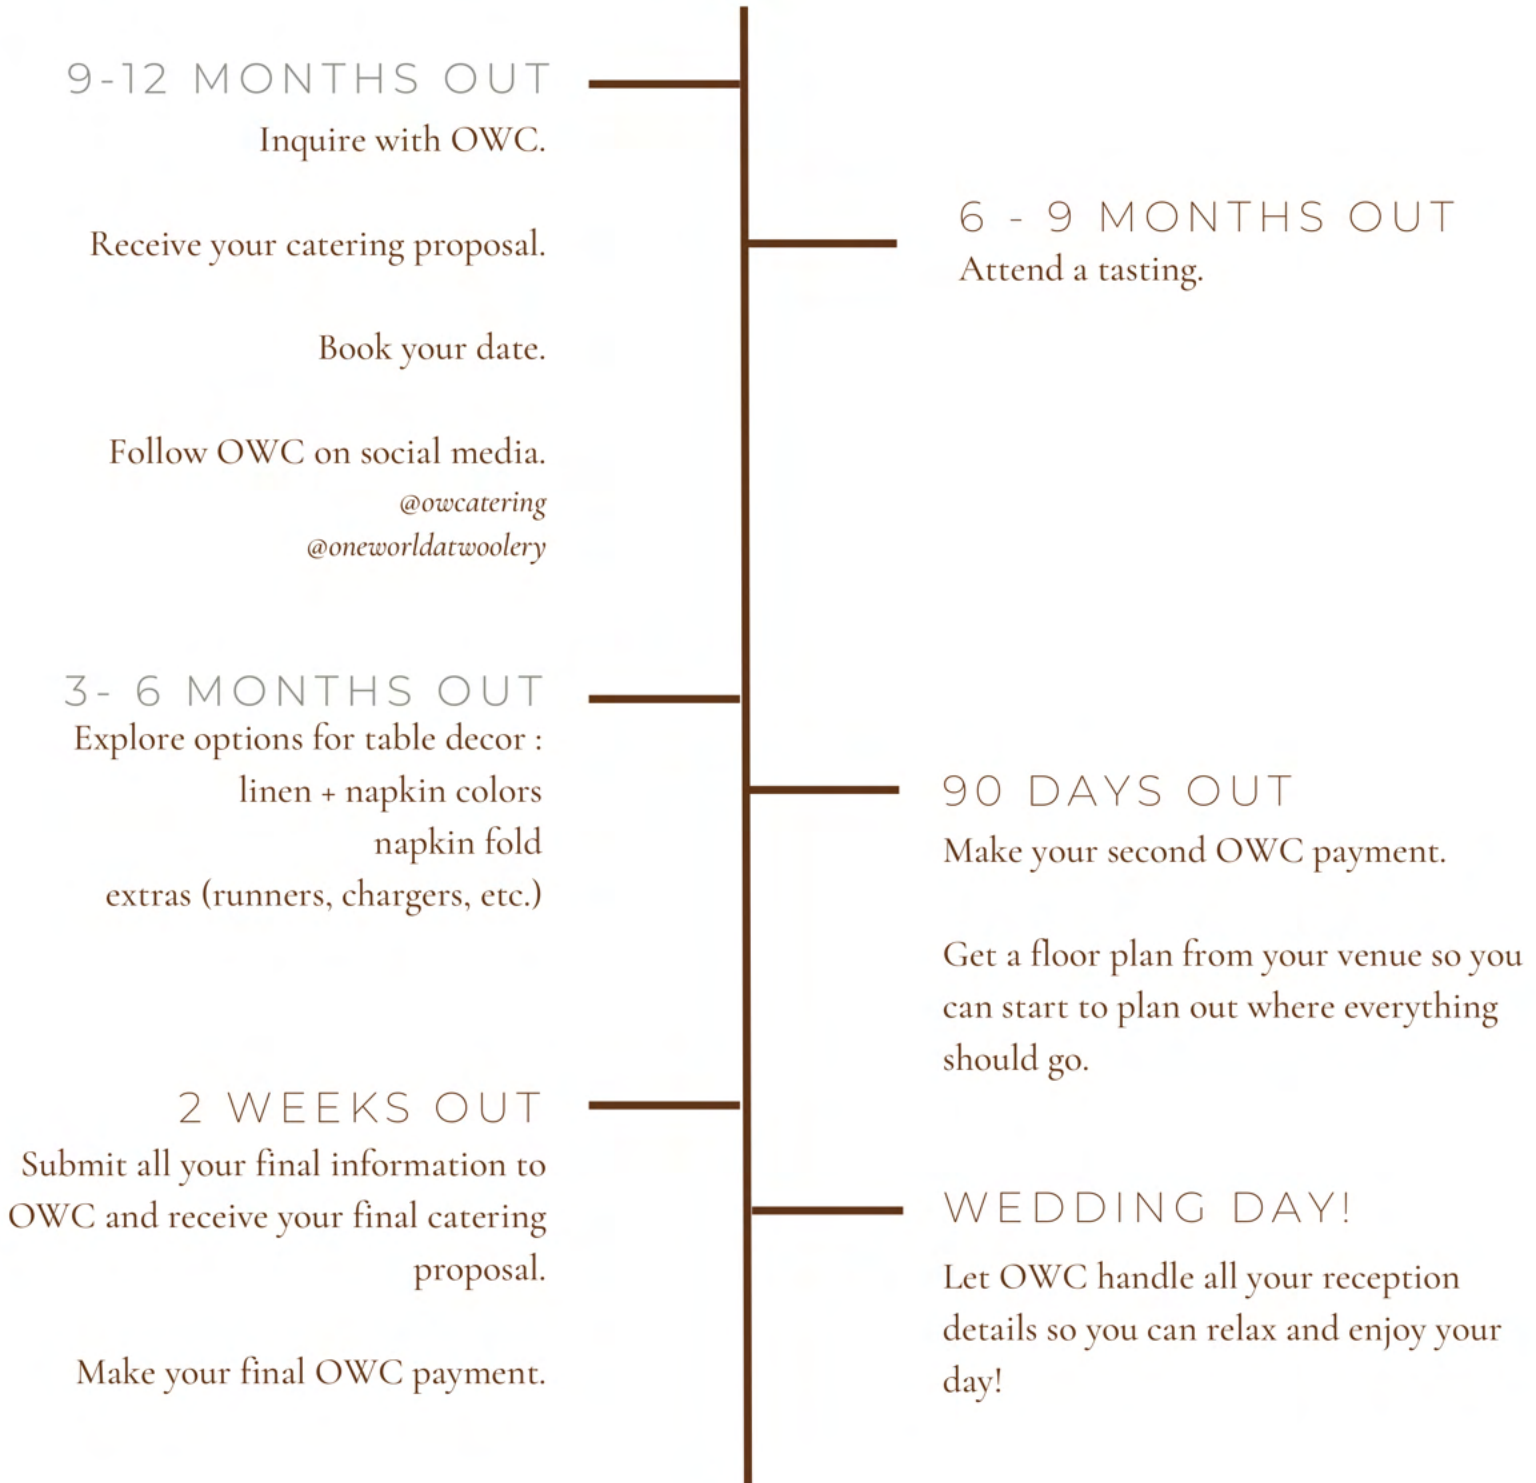 9-12 MONTHS OUT
Inquire with OWC.
Receive your catering proposal.
Book your date.
Follow OWC on social media.
@owcatering
@oneworldatwoolery
6 - 9 MONTHS OUT
Attend a tasting.
3- 6 MONTHS OUT
Explore options for table decor :
linen + napkin colors
napkin fold
extras (runners, chargers, etc.)
90 DAYS OUT
Make your second OWC payment.
Get a floor plan from your venue so you
can start to plan out where everything
should go.
2 WEEKS OUT
Submit all your final information to
OWC and receive your final catering
proposal.
Make your final OWC payment.
WEDDING DAY!
Let OWC handle all your reception
details so you can relax and enjoy your
day!